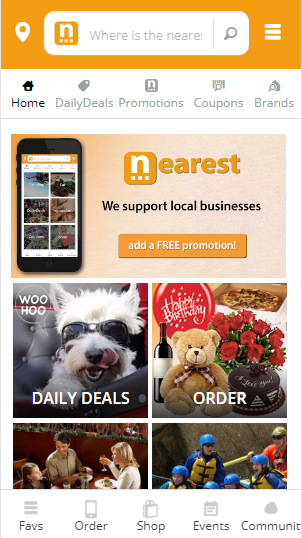 n Where is the neares
Home DailyDeals Promotions Coupons Brands
nearest
We support local businesses
add a FREE promotion!
WOO
HOO
DAILY DEALS
Happy
Birthday
I love you!
ORDER
Favs Order Shop Events Community